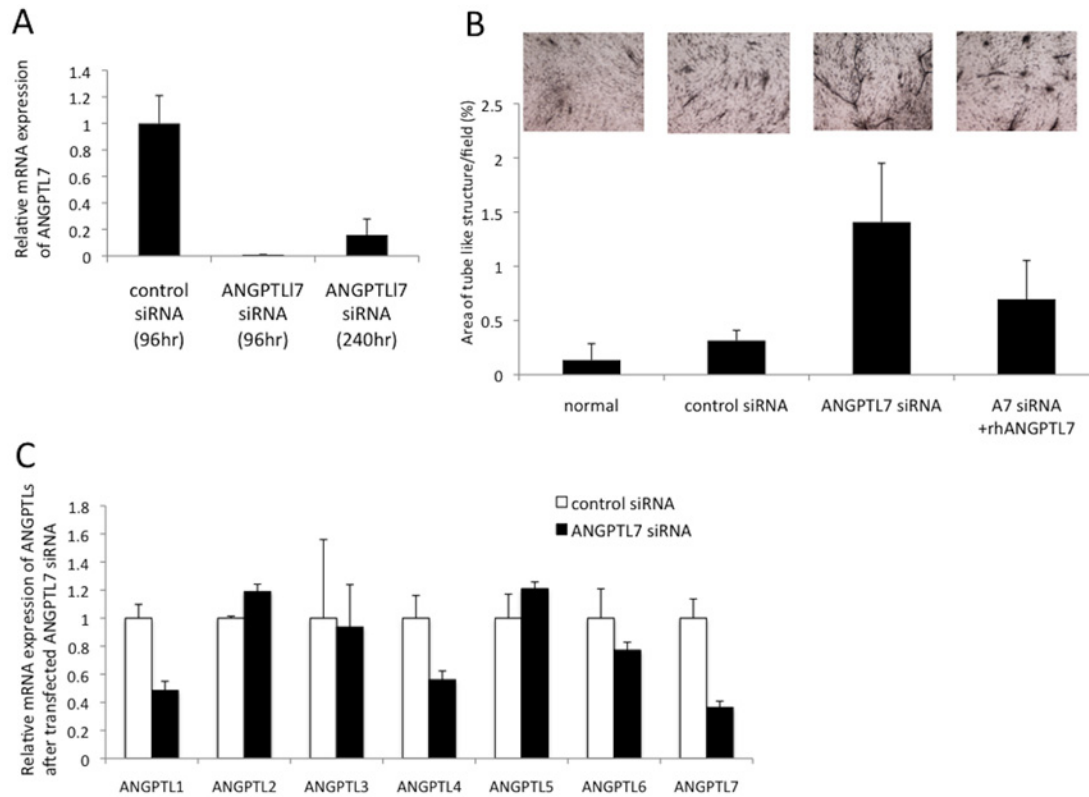 A
Relative mRNA expression
of ANGPTL7
1.4
1.2
1
0.8
0.6
0.4
0.2
0
control
siRNA
(96hr)
ANGPTLl7
siRNA
(96hr)
ANGPTLl7
siRNA
(240hr)
B
Area of tube like structure/field (%)
2.5
2
1.5
1
0.5
0
normal
control siRNA
ANGPTL7 siRNA
A7 siRNA
+rhANGPTL7
C
Relative mRNA expression of ANGPTLs
after transfected ANGPTL7 siRNA
1.8
1.6
1.4
1.2
1
0.8
0.6
0.4
0.2
0
control siRNA
ANGPTL7 siRNA
ANGPTL1
ANGPTL2
ANGPTL3
ANGPTL4
ANGPTL5
ANGPTL6
ANGPTL7